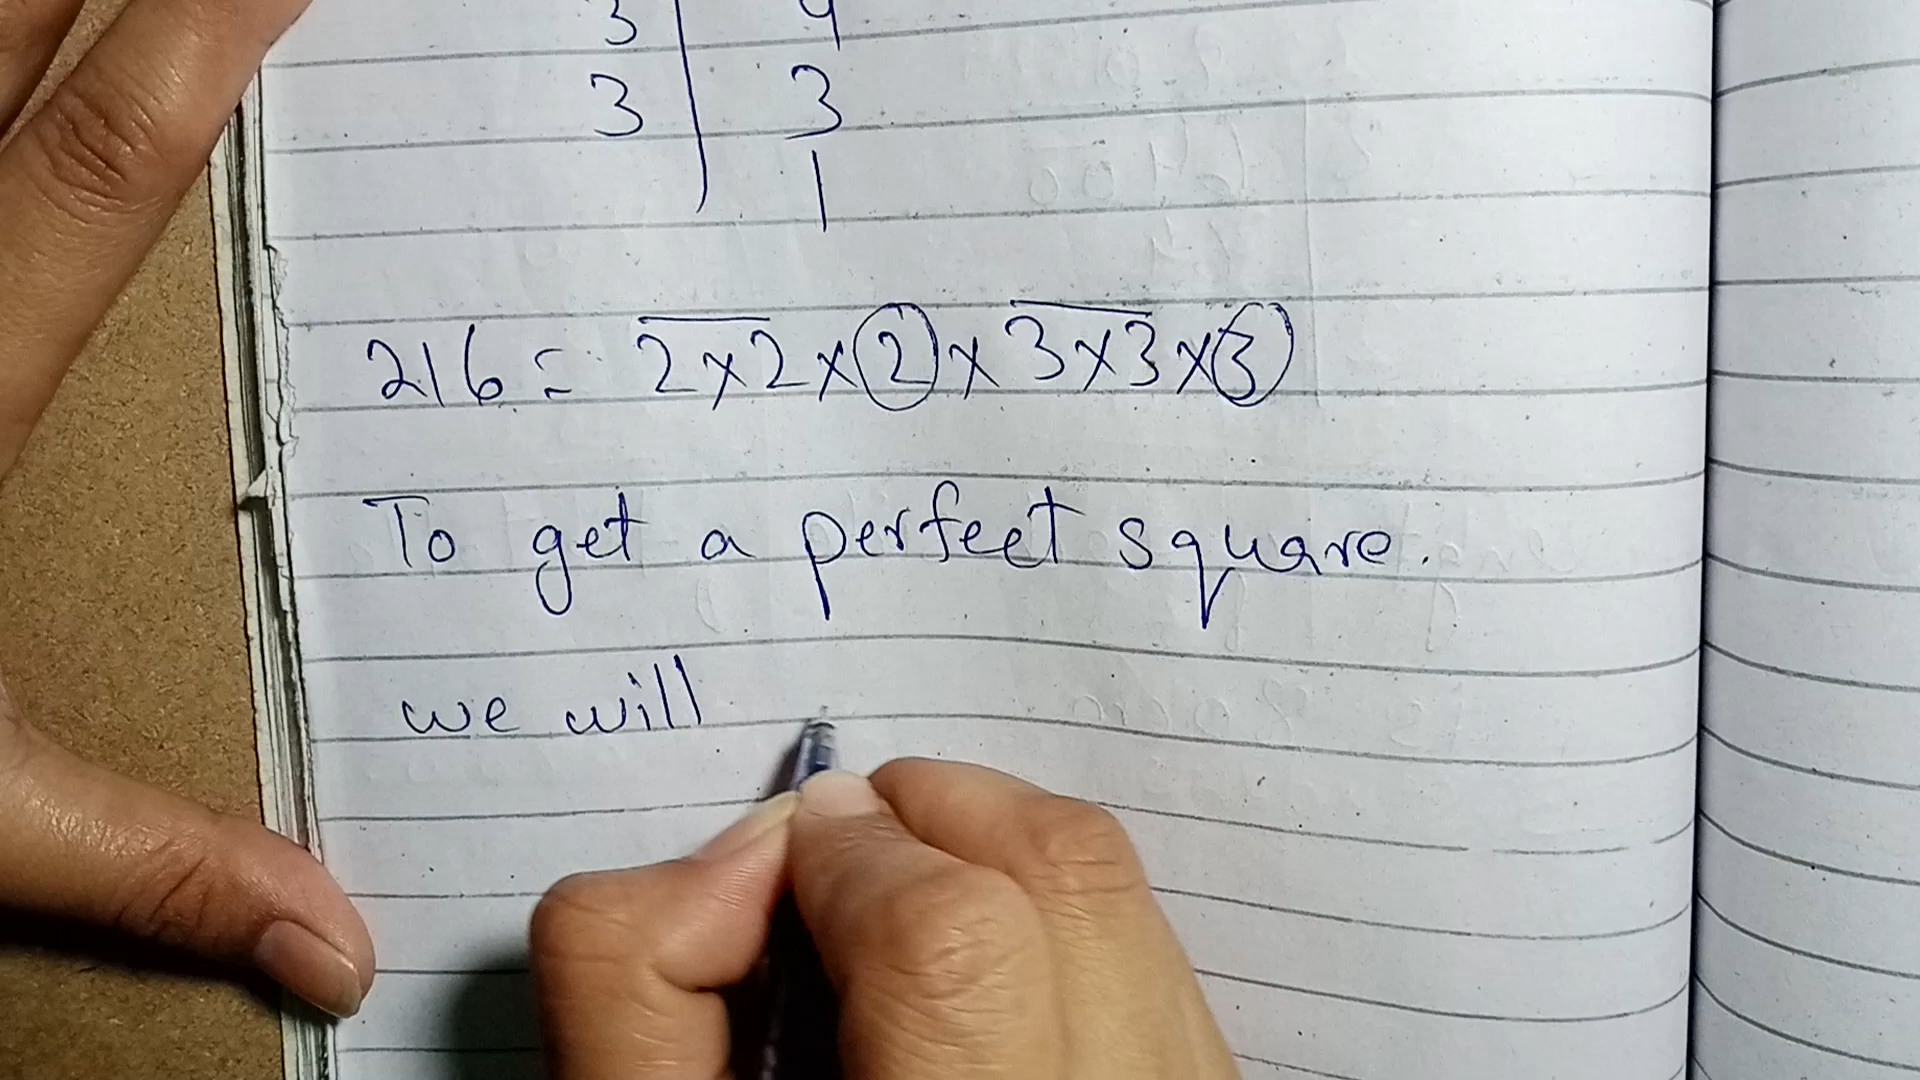 3 | 9
3 | 3
1
216 = 2×2×2×3×3×3
To get a perfect square.
we will